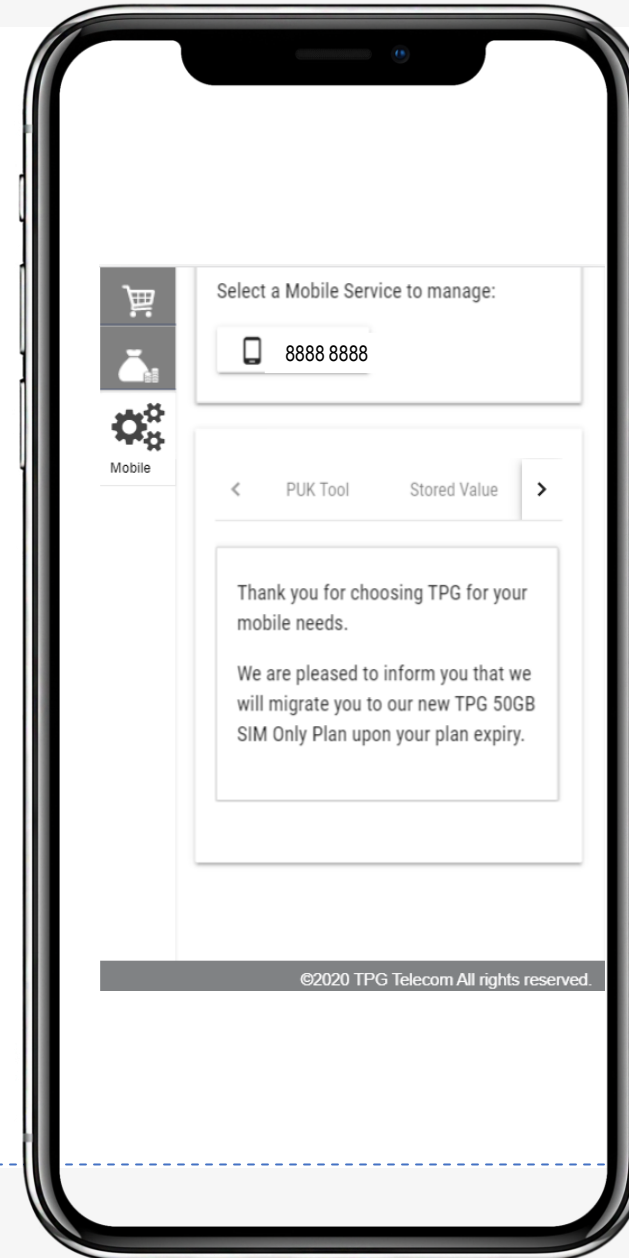 Select a Mobile Service to manage:
8888 8888
Mobile
PUK Tool Stored Value
Thank you for choosing TPG for your
mobile needs.
We are pleased to inform you that we
will migrate you to our new TPG 50GB
SIM Only Plan upon your plan expiry.
©2020 TPG Telecom All rights reserved.